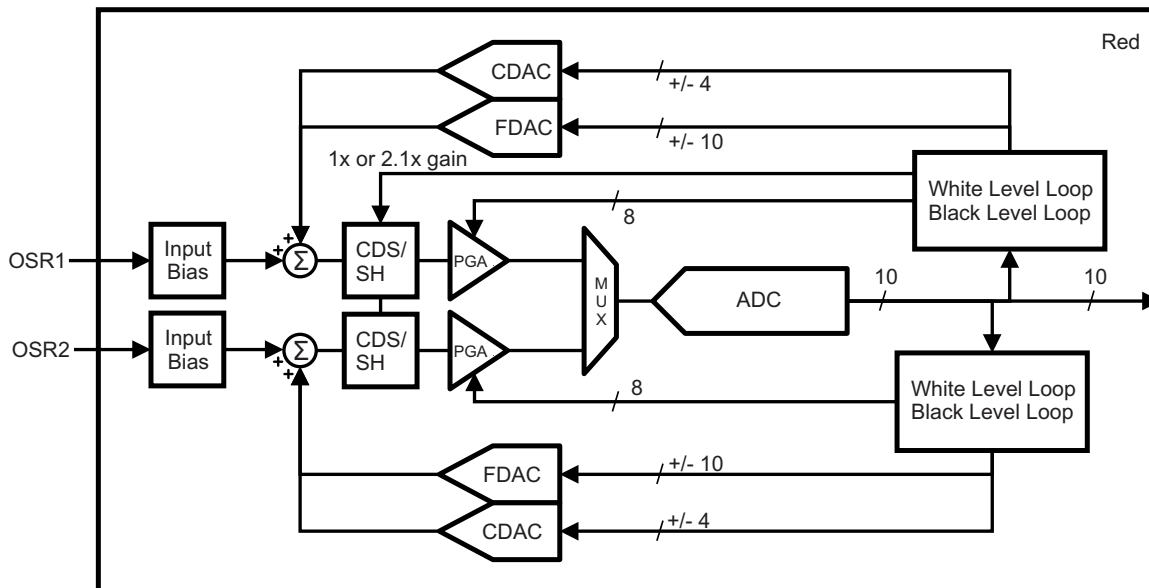 Red
CDAC
+/- 4
FDAC
+/- 10
1x or 2.1x gain
White Level Loop
Black Level Loop
8
OSR1
Input
Bias
+
+
Σ
CDS/
SH
PGA
MUX
ADC
10
10
OSR2
Input
Bias
+
+
Σ
CDS/
SH
PGA
8
White Level Loop
Black Level Loop
FDAC
+/- 10
CDAC
+/- 4